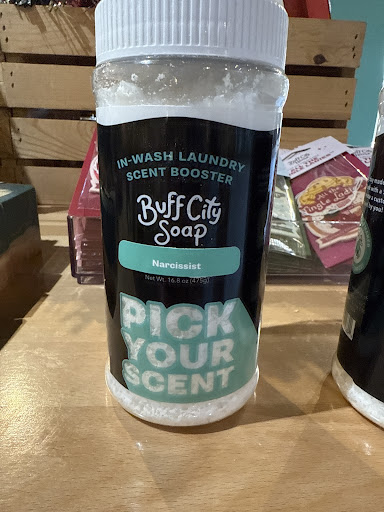 IN-WASH LAUNDRY
SCENT BOOSTER
Buff City
Soap
Narcissist
Net Wt. 16.8 oz (475g)
PICK
YOUR
SCENT